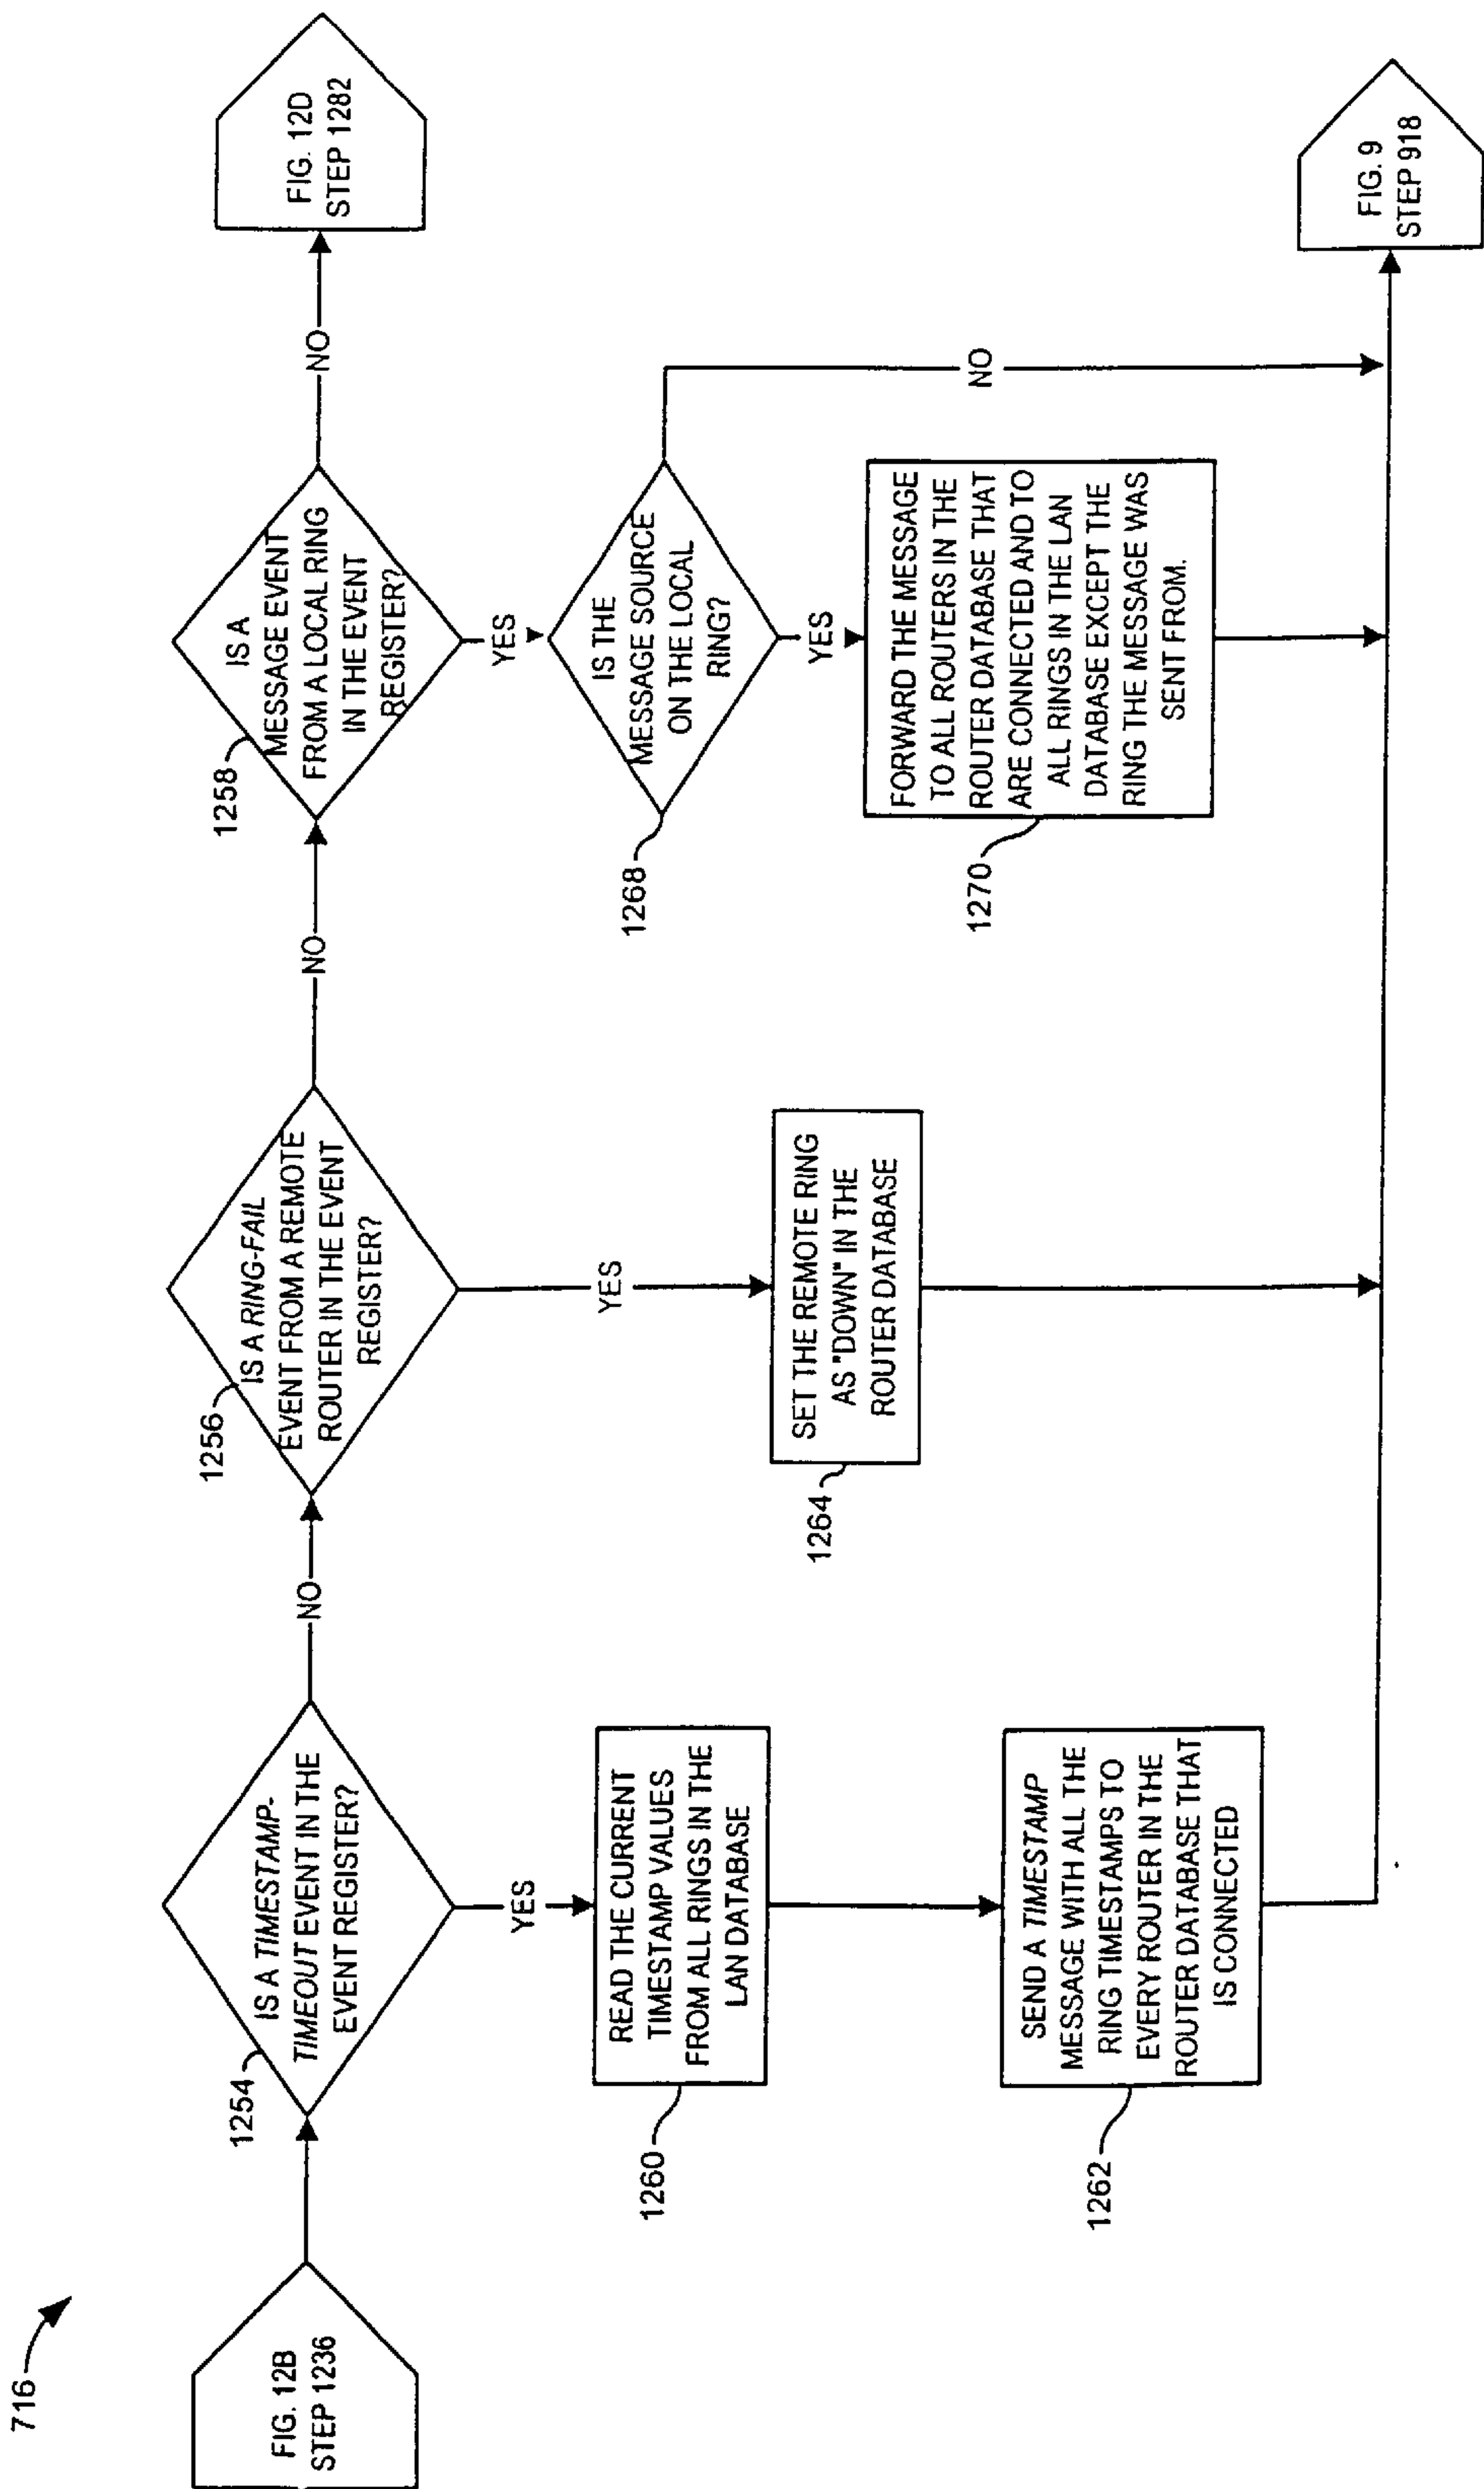 716
FIG. 12B
STEP 1236
1254
IS A TIMESTAMP-
TIMEOUT EVENT IN THE
EVENT REGISTER?
NO
YES
1260
READ THE CURRENT
TIMESTAMP VALUES
FROM ALL RINGS IN THE
LAN DATABASE
1262
SEND A TIMESTAMP
MESSAGE WITH ALL THE
RING TIMESTAMPS TO
EVERY ROUTER IN THE
ROUTER DATABASE THAT
IS CONNECTED
1256
IS A RING-FAIL
EVENT FROM A REMOTE
ROUTER IN THE EVENT
REGISTER?
NO
YES
1264
SET THE REMOTE RING
AS "DOWN" IN THE
ROUTER DATABASE
1258
IS A
MESSAGE EVENT
FROM A LOCAL RING
IN THE EVENT
REGISTER?
NO
YES
1268
IS THE
MESSAGE SOURCE
ON THE LOCAL
RING?
NO
YES
1270
FORWARD THE MESSAGE
TO ALL ROUTERS IN THE
ROUTER DATABASE THAT
ARE CONNECTED AND TO
ALL RINGS IN THE LAN
DATABASE EXCEPT THE
RING THE MESSAGE WAS
SENT FROM.
FIG. 12D
STEP 1282
FIG. 9
STEP 918